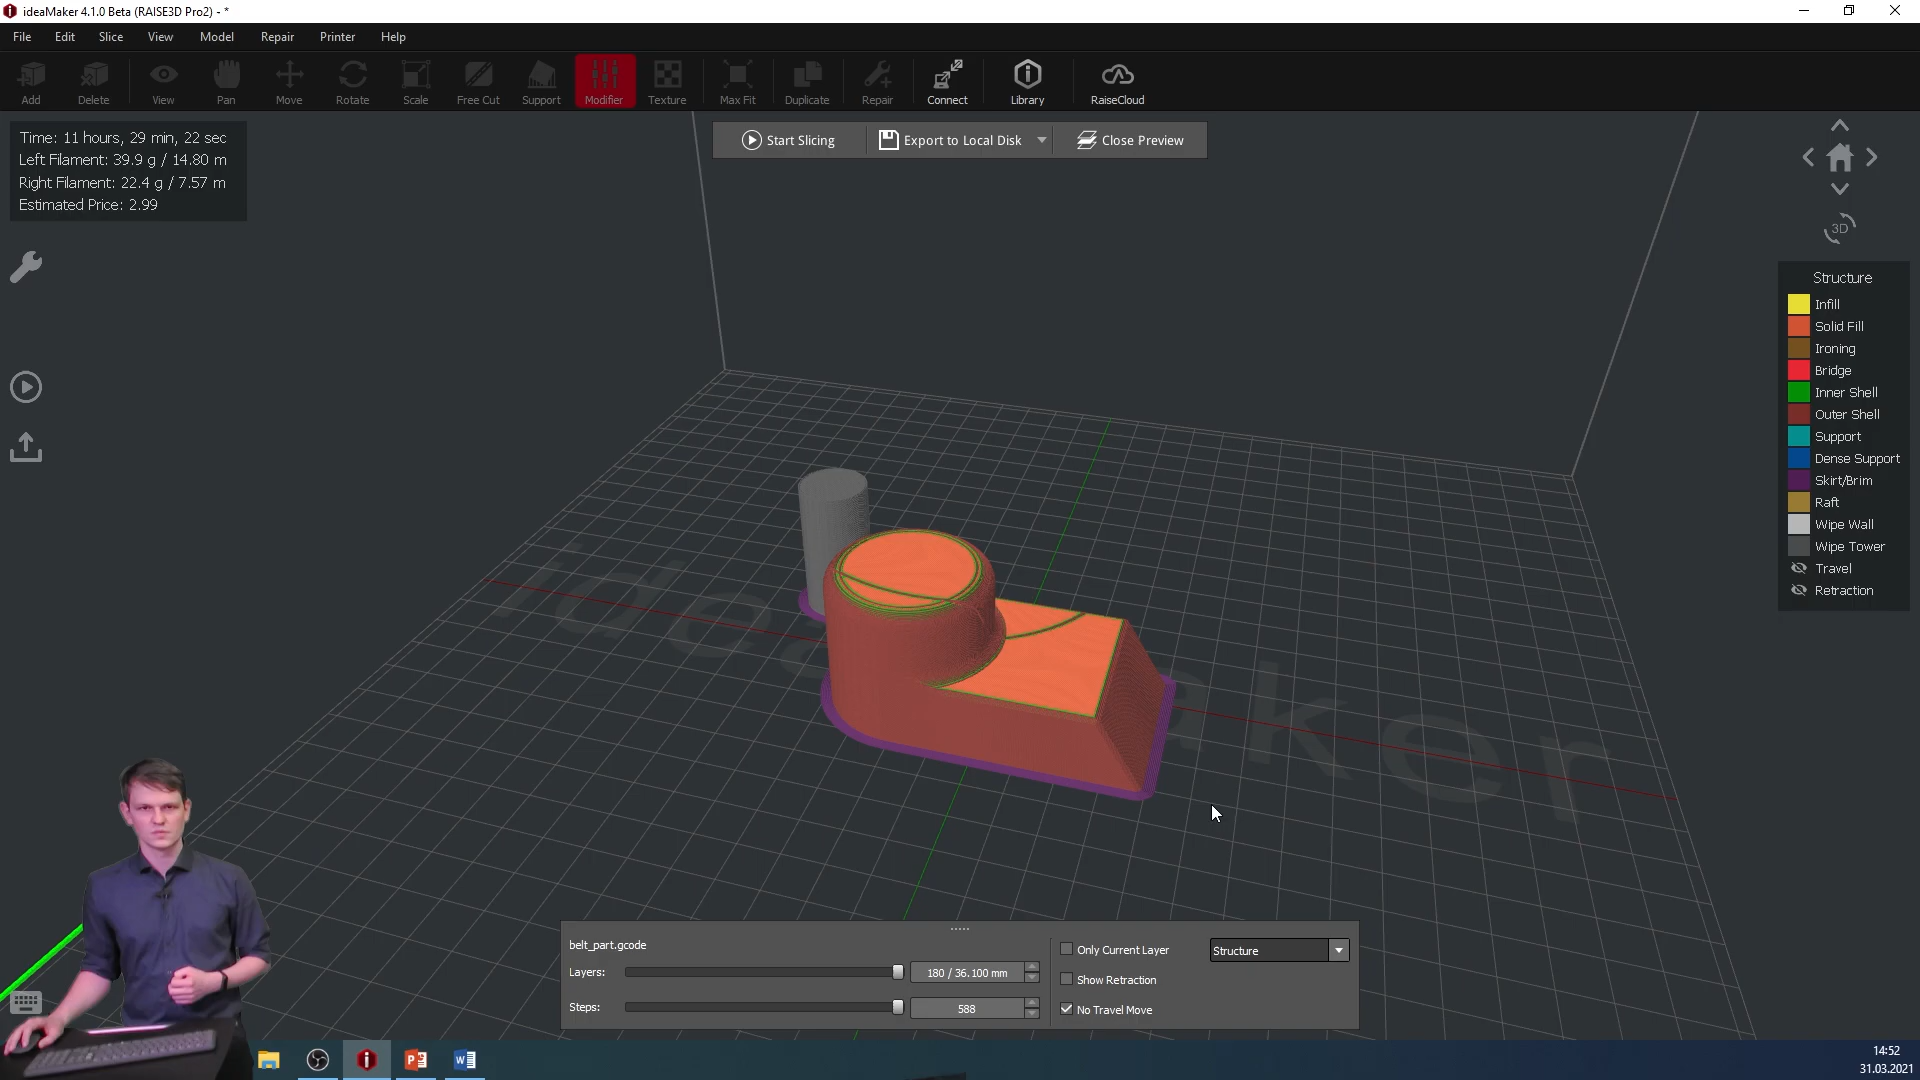 ideaMaker 4.1.0 Beta (RAISE3D Pro2) - *
File Edit Slice View Model Repair Printer Help
Add Delete View Pan Move Rotate Scale Free Cut Support Modifier Texture Max Fit Duplicate Repair Connect Library RaiseCloud
Start Slicing Export to Local Disk Close Preview
Time: 11 hours, 29 min, 22 sec
Left Filament: 39.9 g / 14.80 m
Right Filament: 22.4 g / 7.57 m
Estimated Price: 2.99
3D
Structure
Infill
Solid Fill
Ironing
Bridge
Inner Shell
Outer Shell
Support
Dense Support
Skirt/Brim
Raft
Wipe Wall
Wipe Tower
Travel
Retraction
belt_part.gcode
Layers: 180 / 36.100 mm
Steps: 588
Only Current Layer
Show Retraction
No Travel Move
Structure
14:52
31.03.2021